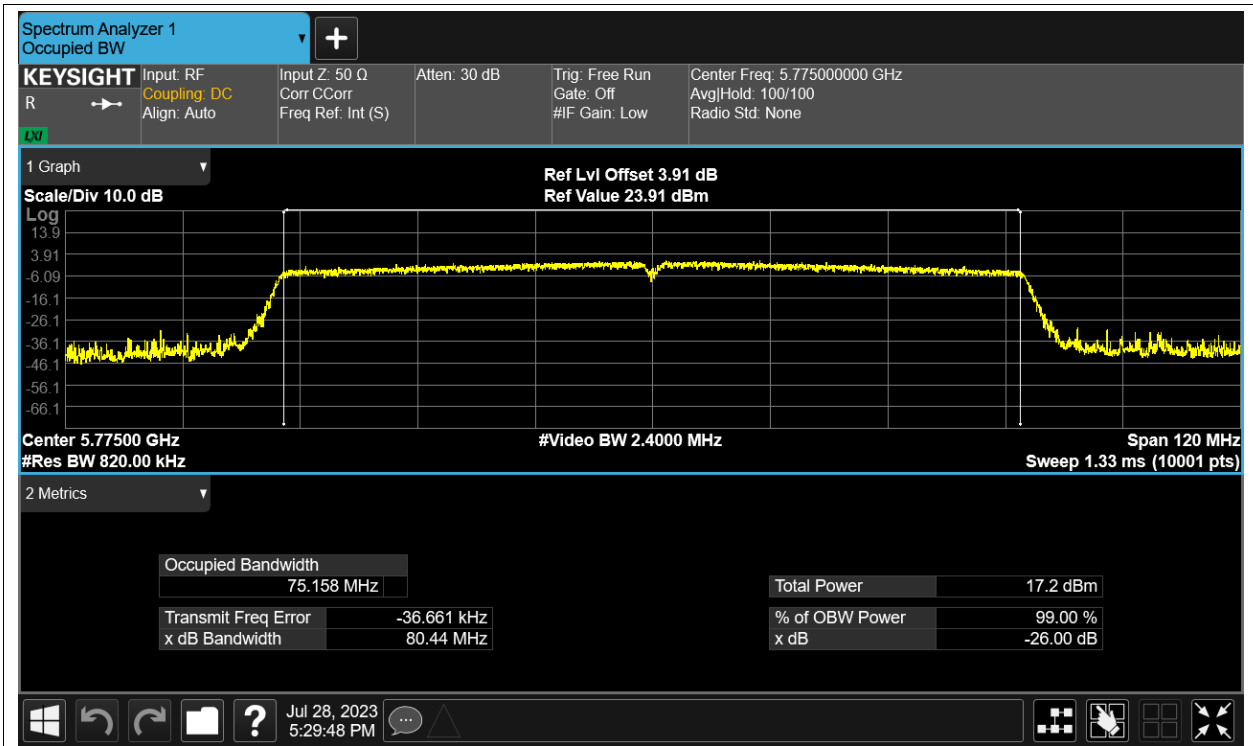 Spectrum Analyzer 1
Occupied BW
KEYSIGHT
R
LXI
Input: RF
Coupling: DC
Align: Auto
Input Z: 50 Ω
Corr CCorr
Freq Ref: Int (S)
Atten: 30 dB
Trig: Free Run
Gate: Off
#IF Gain: Low
Center Freq: 5.775000000 GHz
Avg|Hold: 100/100
Radio Std: None
1 Graph
Scale/Div 10.0 dB
Ref Lvl Offset 3.91 dB
Ref Value 23.91 dBm
Log
13.9
3.91
-6.09
-16.1
-26.1
-36.1
-46.1
-56.1
-66.1
Center 5.77500 GHz
#Video BW 2.4000 MHz
Span 120 MHz
#Res BW 820.00 kHz
Sweep 1.33 ms (10001 pts)
2 Metrics
Occupied Bandwidth
75.158 MHz
Transmit Freq Error -36.661 kHz
x dB Bandwidth 80.44 MHz
Total Power 17.2 dBm
% of OBW Power 99.00 %
x dB -26.00 dB
?
Jul 28, 2023
5:29:48 PM